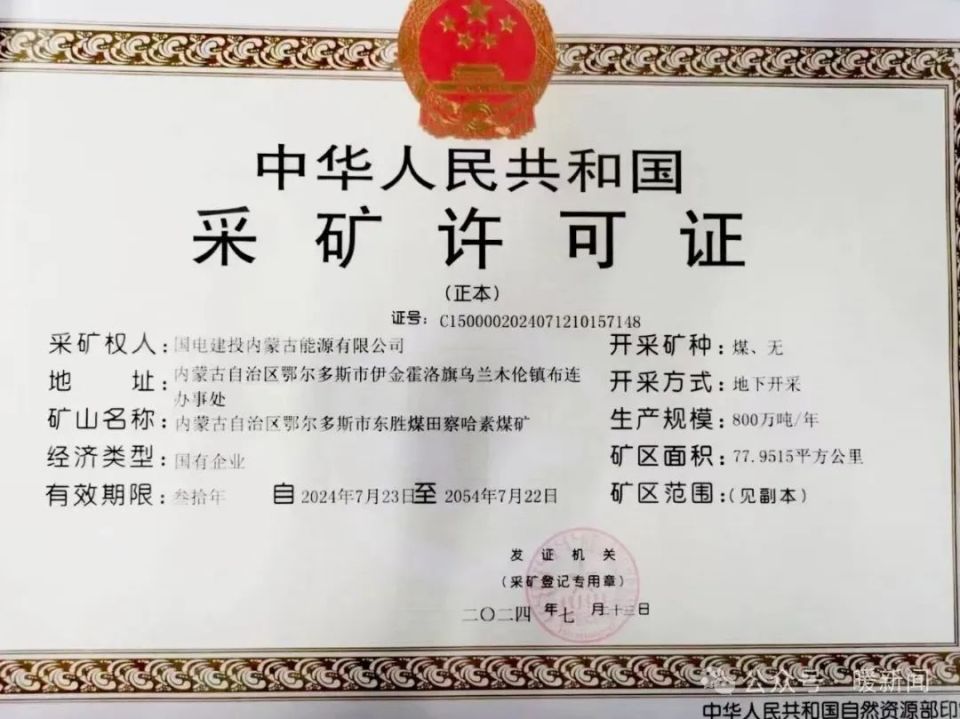 中华人民共和国
采矿许可证
(正本)
证号: C1500002024071210157148
采矿权人: 国电建投内蒙古能源有限公司
地 址: 内蒙古自治区鄂尔多斯市伊金霍洛旗乌兰木伦镇布连
办事处
矿山名称: 内蒙古自治区鄂尔多斯市东胜煤田察哈素煤矿
经济类型: 国有企业
有效期限: 叁拾年 自 2024年7月23日至 2054年7月22日
开采矿种: 煤、无
开采方式: 地下开采
生产规模: 800万吨/年
矿区面积: 77.9515平方公里
矿区范围: (见副本)
发证机关
(采矿登记专用章)
二〇二四 年 七 月二十三日
公众号 暖新闻
中华人民共和国自然资源部印